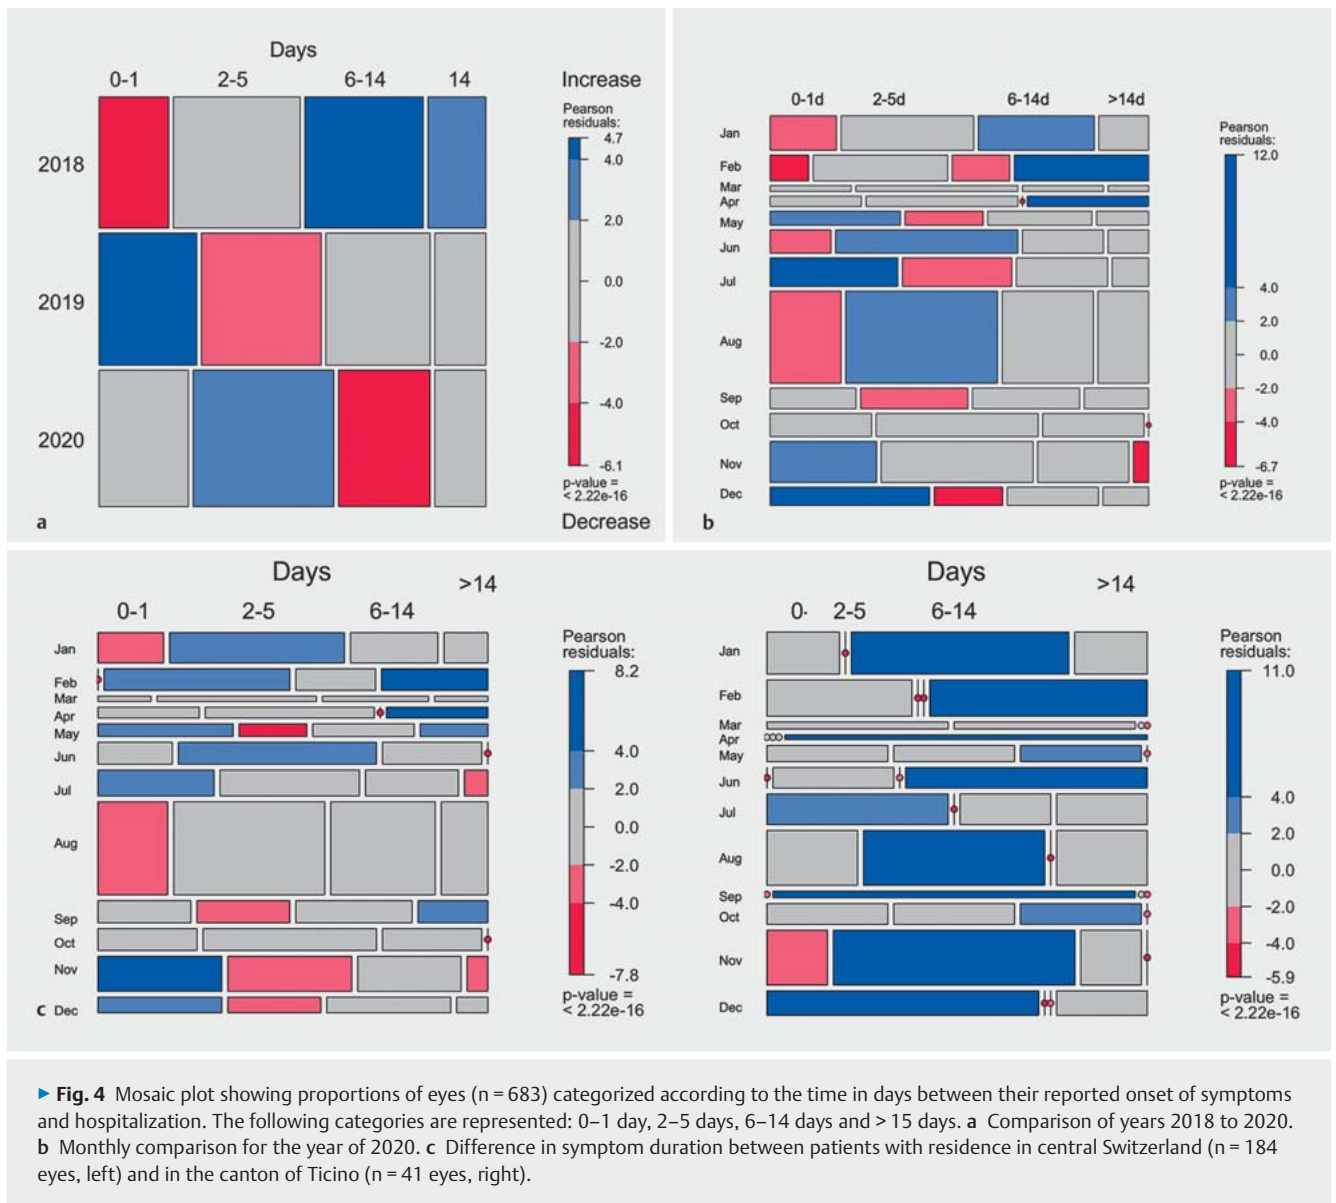 Days
0-1 2-5 6-14 14
2018
2019
2020
a
Increase
Pearson
residuals:
4.7
4.0
2.0
0.0
-2.0
-4.0
-6.1
p-value =
< 2.22e-16
Decrease
0-1d 2-5d 6-14d >14d
Jan
Feb
Mar
Apr
May
Jun
Jul
Aug
Sep
Oct
Nov
Dec
b
Pearson
residuals:
12.0
4.0
2.0
0.0
-2.0
-4.0
-6.7
p-value =
< 2.22e-16
Days
>14
0-1 2-5 6-14
Jan
Feb
Mar
Apr
May
Jun
Jul
Aug
Sep
Oct
Nov
c Dec
Pearson
residuals:
8.2
4.0
2.0
0.0
-2.0
-4.0
-7.8
p-value =
< 2.22e-16
Days
>14
0- 2-5 6-14
Jan
Feb
Mar
Apr
May
Jun
Jul
Aug
Sep
Oct
Nov
Dec
Pearson
residuals:
11.0
4.0
2.0
0.0
-2.0
-4.0
-5.9
p-value =
< 2.22e-16
▶ Fig. 4 Mosaic plot showing proportions of eyes (n = 683) categorized according to the time in days between their reported onset of symptoms
and hospitalization. The following categories are represented: 0–1 day, 2–5 days, 6–14 days and > 15 days. a Comparison of years 2018 to 2020.
b Monthly comparison for the year of 2020. c Difference in symptom duration between patients with residence in central Switzerland (n = 184
eyes, left) and in the canton of Ticino (n = 41 eyes, right).